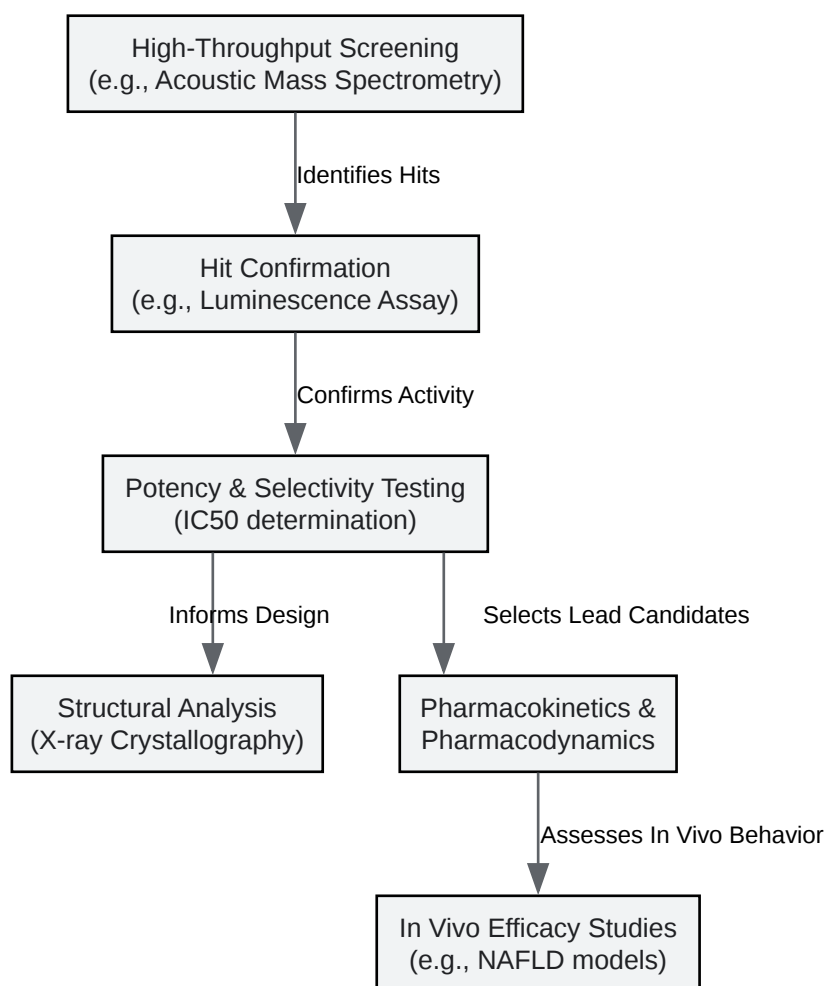 High-Throughput Screening
(e.g., Acoustic Mass Spectrometry)
Identifies Hits
Hit Confirmation
(e.g., Luminescence Assay)
Confirms Activity
Potency & Selectivity Testing
(IC50 determination)
Informs Design
Selects Lead Candidates
Structural Analysis
(X-ray Crystallography)
Pharmacokinetics &
Pharmacodynamics
Assesses In Vivo Behavior
In Vivo Efficacy Studies
(e.g., NAFLD models)